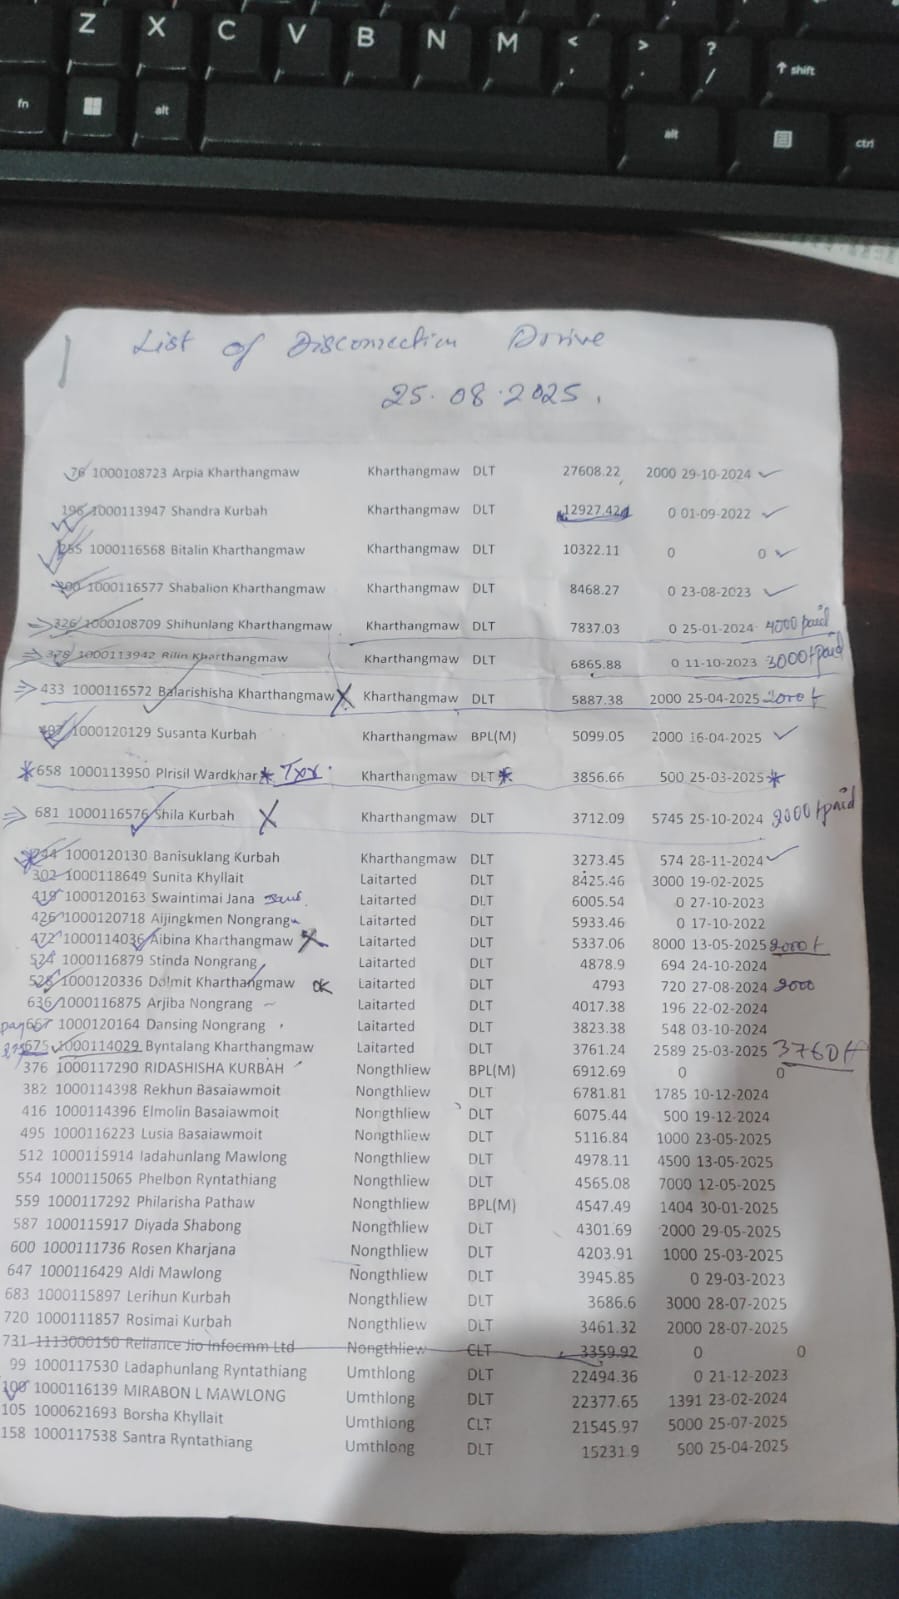 Z X C V B N M < , > . ? / ↑ shift
fn alt alt ctrl
1
List of Disconnection Drive
25.08.2025.
76 1000108723 Arpia Kharthangmaw Kharthangmaw DLT 27608.22 2000 29-10-2024 ✓
196 1000113947 Shandra Kurbah Kharthangmaw DLT 12927.42 0 01-09-2022 ✓
255 1000116568 Bitalin Kharthangmaw Kharthangmaw DLT 10322.11 0 0 ✓
300 1000116577 Shabalion Kharthangmaw Kharthangmaw DLT 8468.27 0 23-08-2023 ✓
326 1000108709 Shihunlang Kharthangmaw Kharthangmaw DLT 7837.03 0 25-01-2024 4000 paid
378 1000113942 Rilin Kharthangmaw Kharthangmaw DLT 6865.88 0 11-10-2023 3000 paid
433 1000116572 Balarishisha Kharthangmaw X Kharthangmaw DLT 5887.38 2000 25-04-2025 2000
1000120129 Susanta Kurbah Kharthangmaw BPL(M) 5099.05 2000 16-04-2025 ✓
* 658 1000113950 Plrisil Wardkhar * Kharthangmaw DLT * 3856.66 500 25-03-2025 *
681 1000116576 Shila Kurbah X Kharthangmaw DLT 3712.09 5745 25-10-2024 2000 paid
1000120130 Banisuklang Kurbah Kharthangmaw DLT 3273.45 574 28-11-2024 ✓
302 1000118649 Sunita Khyllait Laitarted DLT 8425.46 3000 19-02-2025
419 1000120163 Swaintimai Jana Laitarted DLT 6005.54 0 27-10-2023
426 1000120718 Aijingkmen Nongrang Laitarted DLT 5933.46 0 17-10-2022
472 1000114036 Aibina Kharthangmaw X Laitarted DLT 5337.06 8000 13-05-2025 2000
524 1000116879 Stinda Nongrang Laitarted DLT 4878.9 694 24-10-2024
528 1000120336 Dalmit Kharthangmaw OK Laitarted DLT 4793 720 27-08-2024 2000
636 1000116875 Arjiba Nongrang Laitarted DLT 4017.38 196 22-02-2024
667 1000120164 Dansing Nongrang Laitarted DLT 3823.38 548 03-10-2024
675 1000114029 Byntalang Kharthangmaw Laitarted DLT 3761.24 2589 25-03-2025 3760
376 1000117290 RIDASHISHA KURBAH Nongthliew BPL(M) 6912.69 0 0
382 1000114398 Rekhun Basaiawmoit Nongthliew DLT 6781.81 1785 10-12-2024
416 1000114396 Elmolin Basaiawmoit Nongthliew DLT 6075.44 500 19-12-2024
495 1000116223 Lusia Basaiawmoit Nongthliew DLT 5116.84 1000 23-05-2025
512 1000115914 Iadahunlang Mawlong Nongthliew DLT 4978.11 4500 13-05-2025
554 1000115065 Phelbon Ryntathiang Nongthliew DLT 4565.08 7000 12-05-2025
559 1000117292 Philarisha Pathaw Nongthliew BPL(M) 4547.49 1404 30-01-2025
587 1000115917 Diyada Shabong Nongthliew DLT 4301.69 2000 29-05-2025
600 1000111736 Rosen Kharjana Nongthliew DLT 4203.91 1000 25-03-2025
647 1000116429 Aldi Mawlong Nongthliew DLT 3945.85 0 29-03-2023
683 1000115897 Lerihun Kurbah Nongthliew DLT 3686.6 3000 28-07-2025
720 1000111857 Rosimai Kurbah Nongthliew DLT 3461.32 2000 28-07-2025
731 1113000150 Reliance Jio Infocmm Ltd Nongthliew CLT 3359.92 0 0
99 1000117530 Ladaphunlang Ryntathiang Umthlong DLT 22494.36 0 21-12-2023
100 1000116139 MIRABON L MAWLONG Umthlong DLT 22377.65 1391 23-02-2024
105 1000621693 Borsha Khyllait Umthlong CLT 21545.97 5000 25-07-2025
158 1000117538 Santra Ryntathiang Umthlong DLT 15231.9 500 25-04-2025